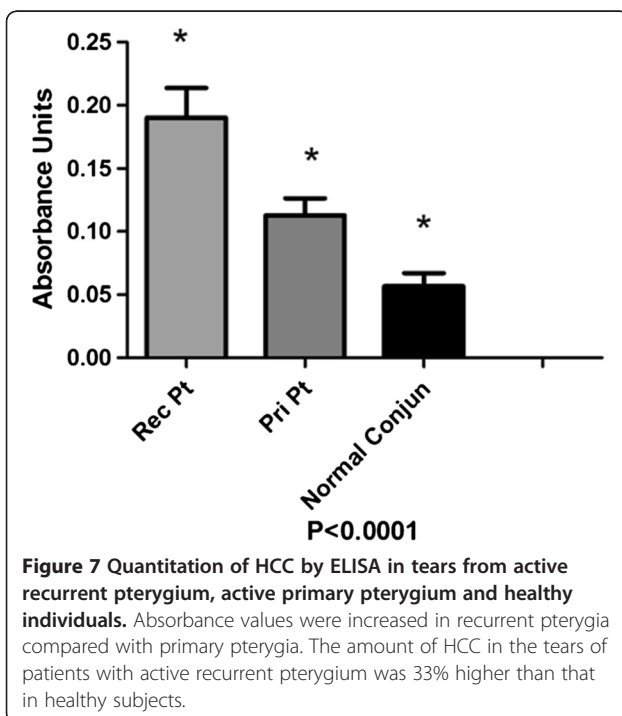 0.25
0.20
0.15
0.10
0.05
0.00
Absorbance Units
*
*
*
Rec Pt
Pri Pt
Normal Conjun
P<0.0001
Figure 7 Quantitation of HCC by ELISA in tears from active
recurrent pterygium, active primary pterygium and healthy
individuals. Absorbance values were increased in recurrent pterygia
compared with primary pterygia. The amount of HCC in the tears of
patients with active recurrent pterygium was 33% higher than that
in healthy subjects.